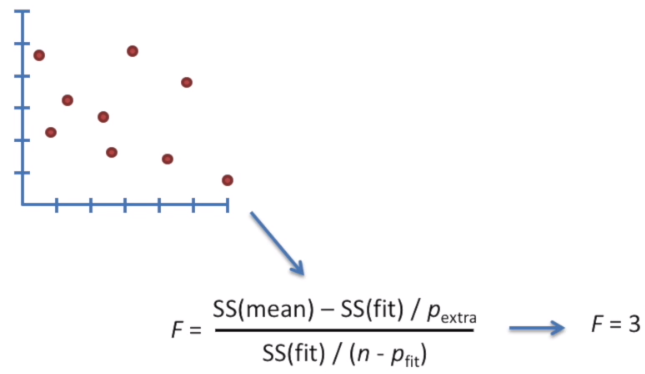 F = SS(mean) – SS(fit) / pextra
SS(fit) / (n - pfit)
F = 3